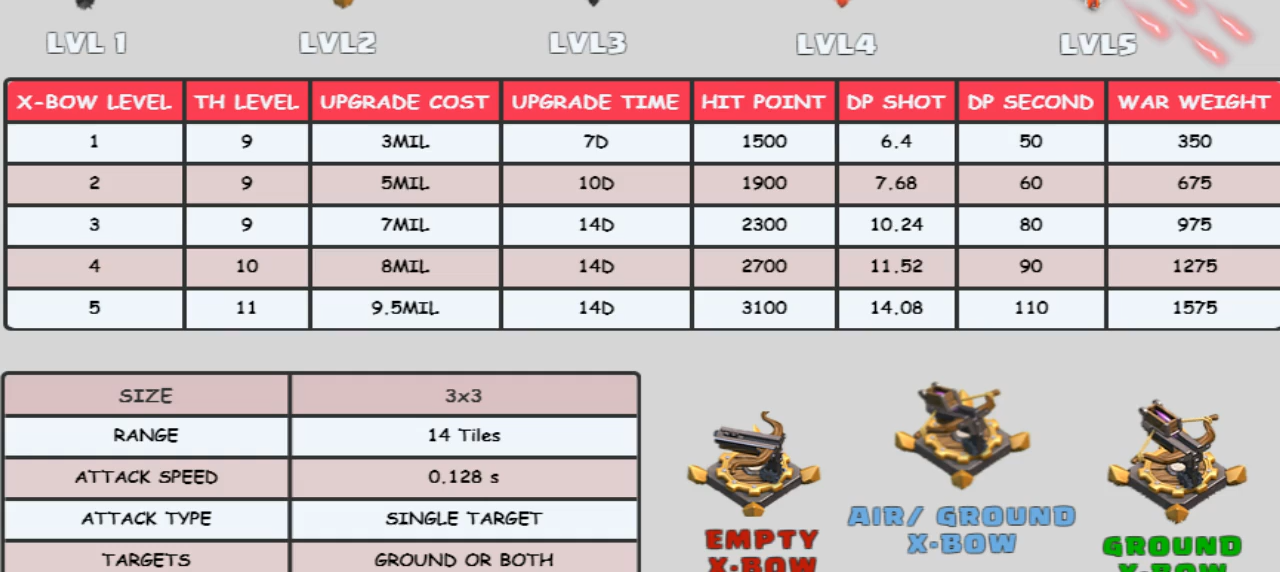 LVL 1 LVL2 LVL3 LVL4 LVL5
X-BOW LEVEL TH LEVEL UPGRADE COST UPGRADE TIME HIT POINT DP SHOT DP SECOND WAR WEIGHT
1 9 3MIL 7D 1500 6.4 50 350
2 9 5MIL 10D 1900 7.68 60 675
3 9 7MIL 14D 2300 10.24 80 975
4 10 8MIL 14D 2700 11.52 90 1275
5 11 9.5MIL 14D 3100 14.08 110 1575
SIZE 3x3
RANGE 14 Tiles
ATTACK SPEED 0.128 s
ATTACK TYPE SINGLE TARGET
TARGETS GROUND OR BOTH
EMPTY
X-BOW
AIR/ GROUND
X-BOW
GROUND
X-BOW